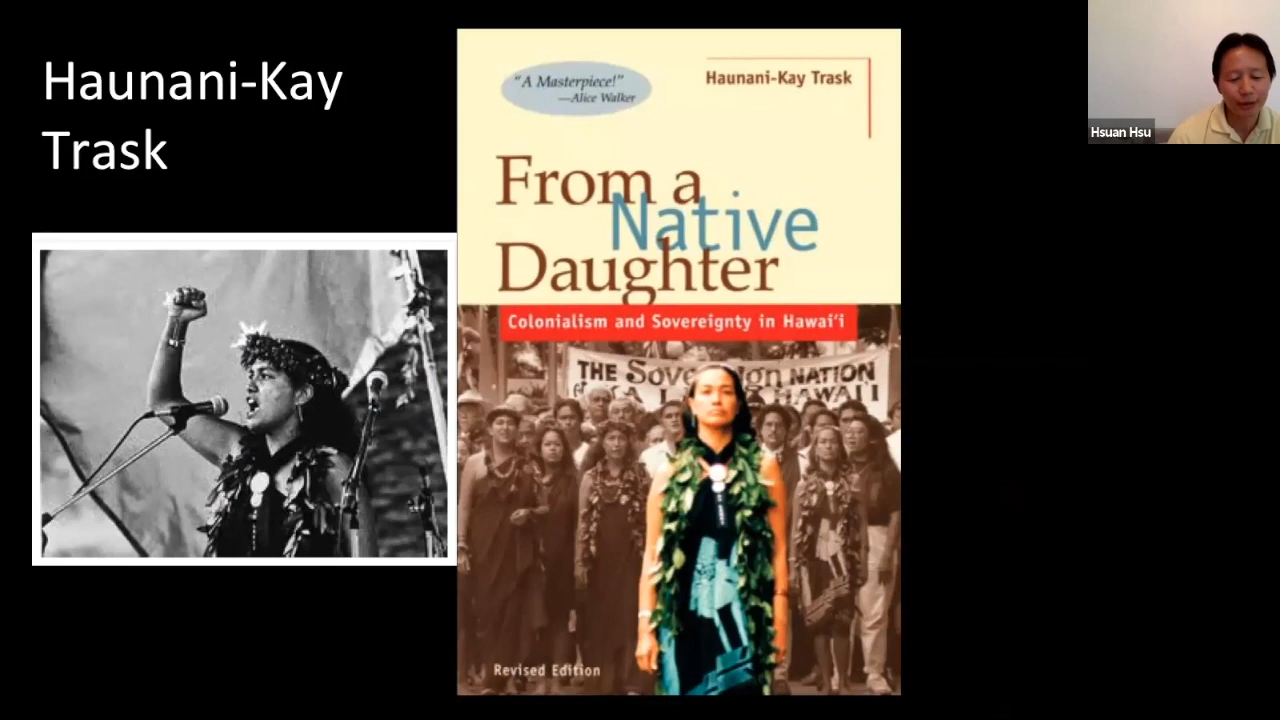 Haunani-Kay
Trask
"A Masterpiece!"
—Alice Walker
Haunani-Kay Trask
From a
Native
Daughter
Colonialism and Sovereignty in Hawai'i
THE Sovereign NATION
HAWAI'I
Revised Edition
Hsuan Hsu